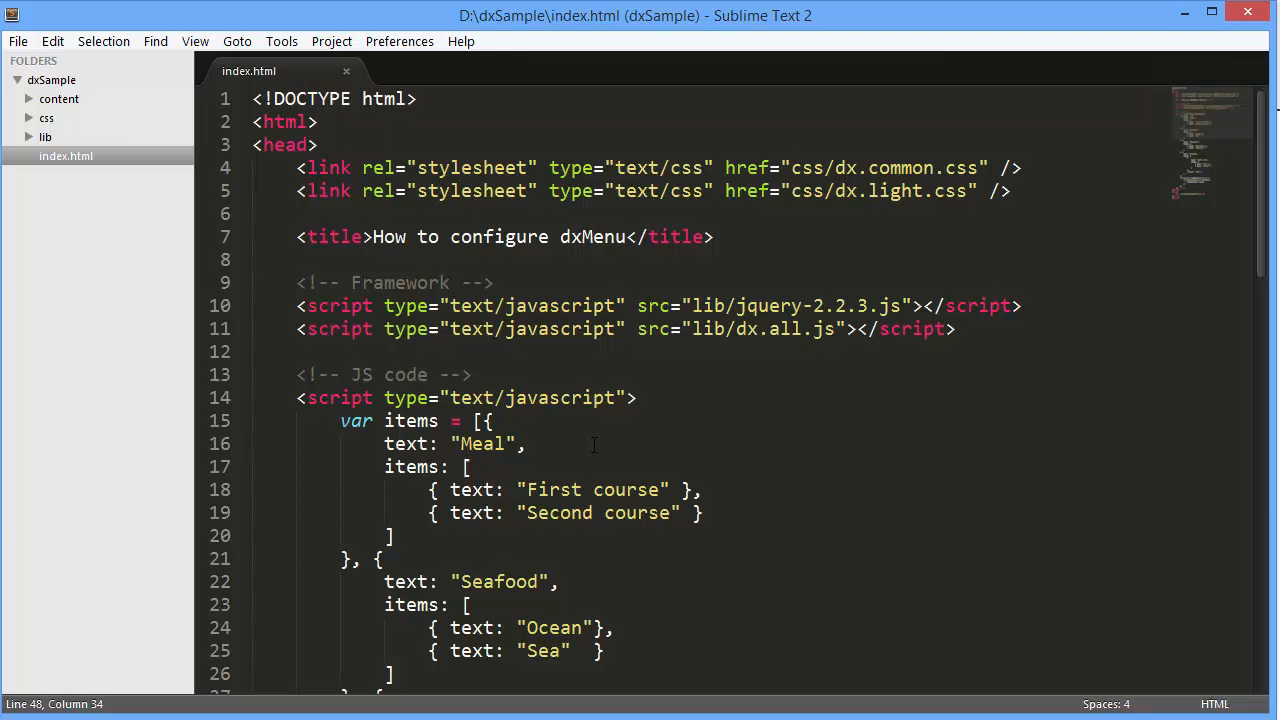 D:\dxSample\index.html (dxSample) - Sublime Text 2
File Edit Selection Find View Goto Tools Project Preferences Help
FOLDERS
dxSample
content
css
lib
index.html
index.html
1 <!DOCTYPE html>
2 <html>
3 <head>
4 <link rel="stylesheet" type="text/css" href="css/dx.common.css" />
5 <link rel="stylesheet" type="text/css" href="css/dx.light.css" />
6
7 <title>How to configure dxMenu</title>
8
9 <!-- Framework -->
10 <script type="text/javascript" src="lib/jquery-2.2.3.js"></script>
11 <script type="text/javascript" src="lib/dx.all.js"></script>
12
13 <!-- JS code -->
14 <script type="text/javascript">
15 var items = [{
16 text: "Meal",
17 items: [
18 { text: "First course" },
19 { text: "Second course" }
20 ]
21 }, {
22 text: "Seafood",
23 items: [
24 { text: "Ocean"},
25 { text: "Sea"  }
26 ]
27 }, {
Line 48, Column 34
Spaces: 4
HTML